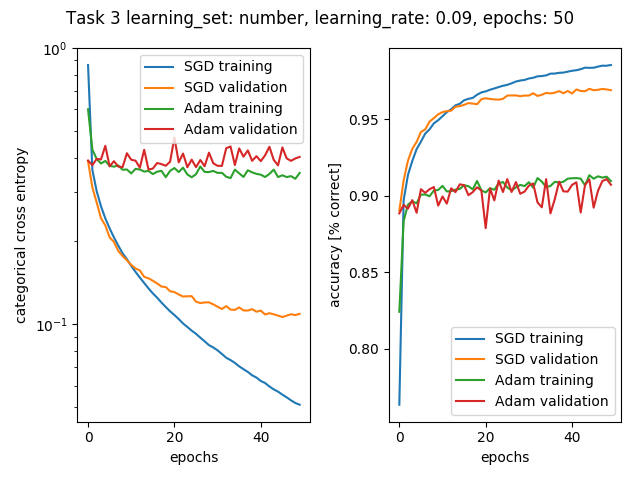 Task 3 learning_set: number, learning_rate: 0.09, epochs: 50
categorical cross entropy
10⁰
10⁻¹
SGD training
SGD validation
Adam training
Adam validation
0
20
40
epochs
accuracy [% correct]
0.95
0.90
0.85
0.80
SGD training
SGD validation
Adam training
Adam validation
0
20
40
epochs